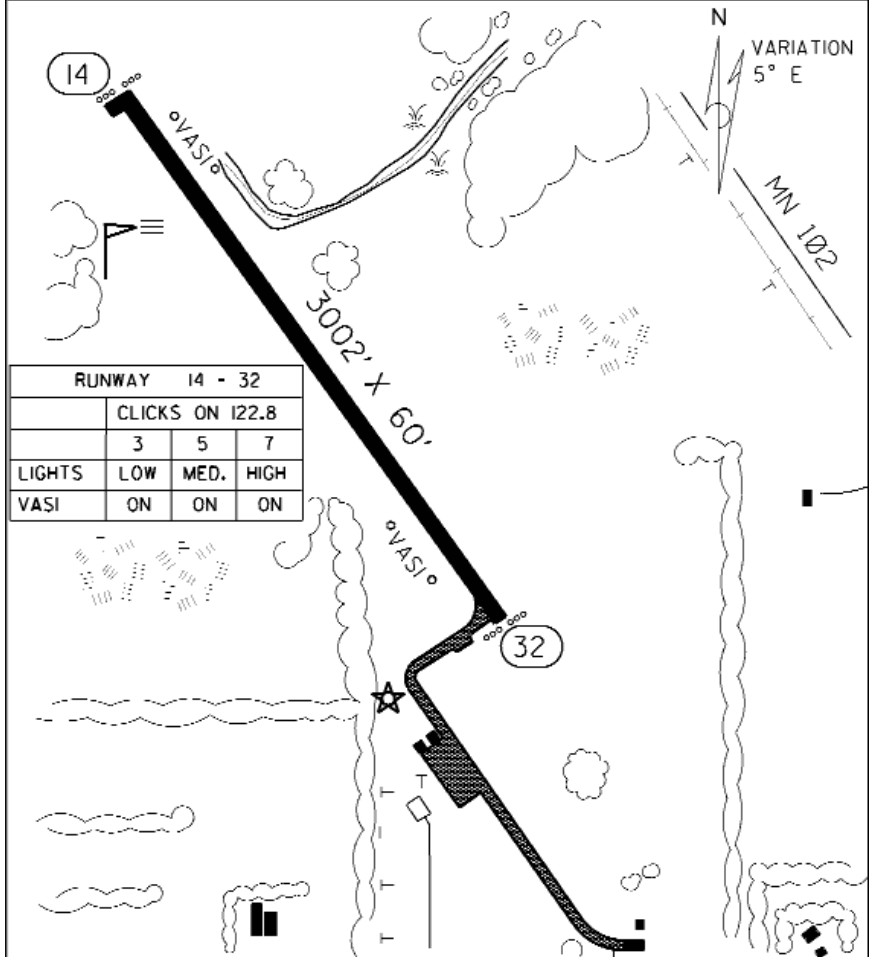 N
VARIATION
5° E
14
VASI
MN 102
3002' X 60'
RUNWAY 14 - 32
CLICKS ON 122.8
3 5 7
LIGHTS LOW MED. HIGH
VASI ON ON ON
VASI
32
T
T
T
T
T
T
T